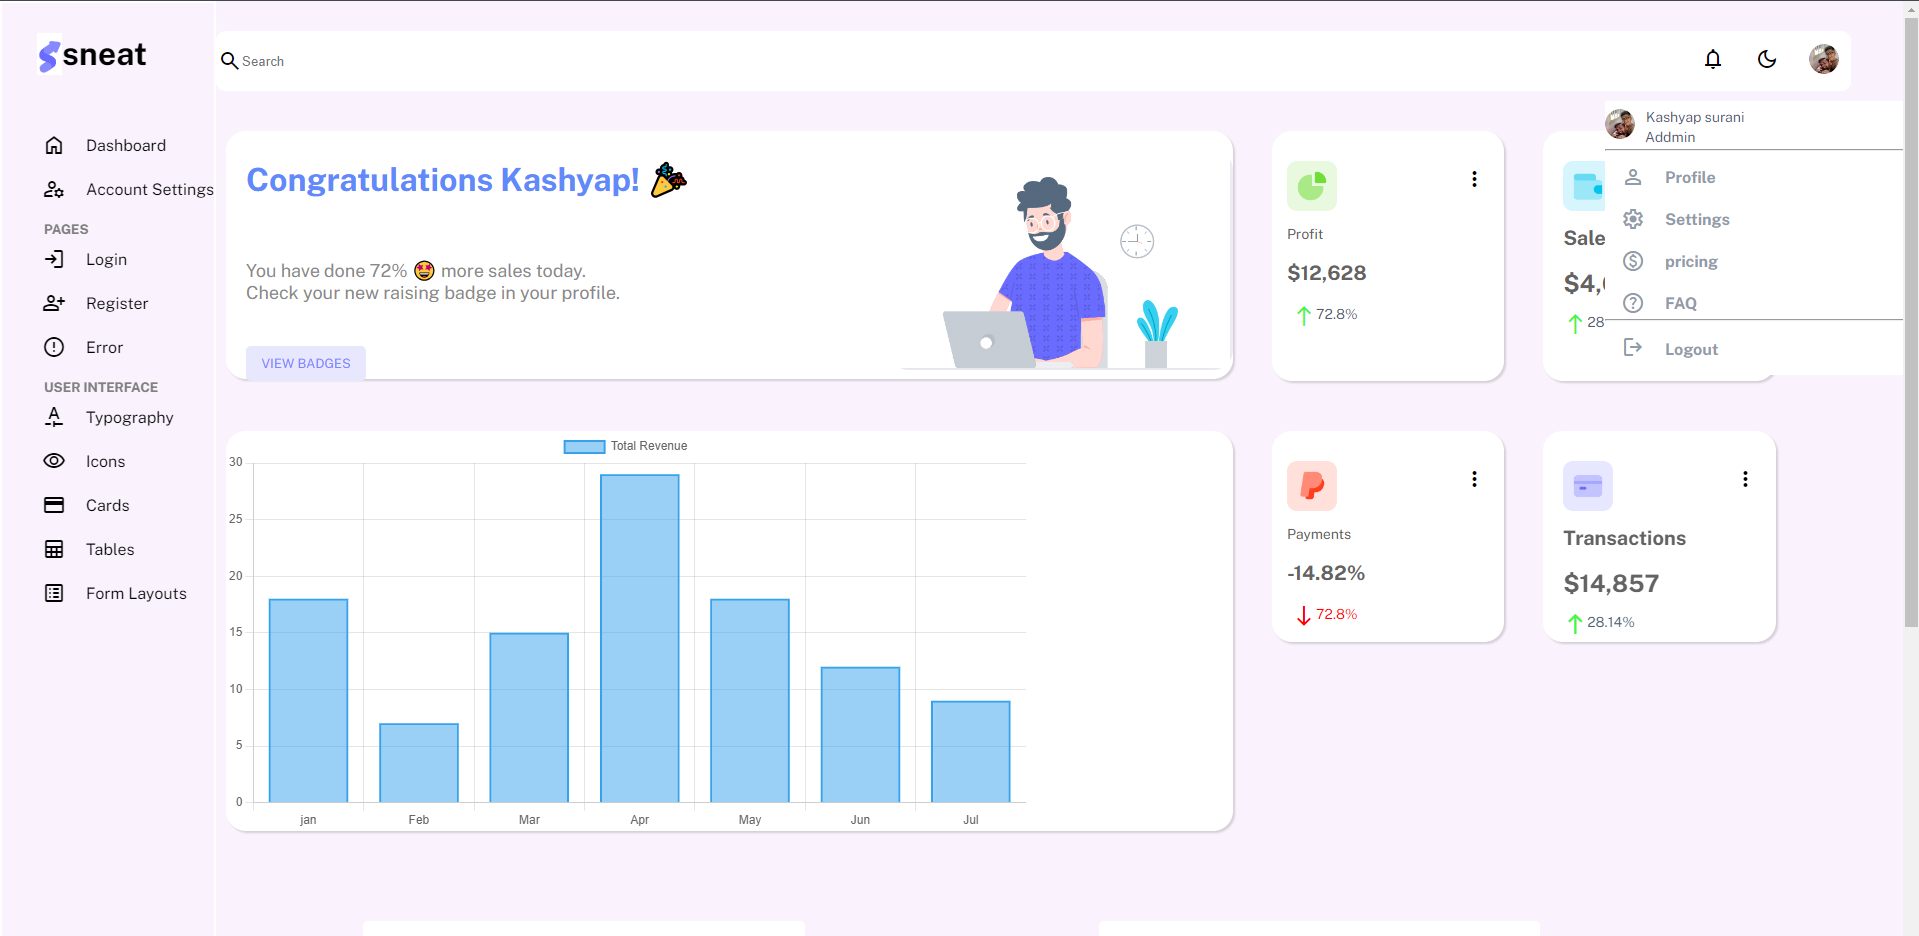 sneat
Search
Dashboard
Account Settings
PAGES
Login
Register
Error
USER INTERFACE
Typography
Icons
Cards
Tables
Form Layouts
Congratulations Kashyap! 🎉
You have done 72% 🤩 more sales today.
Check your new raising badge in your profile.
VIEW BADGES
Profit
$12,628
72.8%
Sale
$4,
28
Kashyap surani
Addmin
Profile
Settings
pricing
FAQ
Logout
Total Revenue
30
25
20
15
10
5
0
jan Feb Mar Apr May Jun Jul
Payments
-14.82%
72.8%
Transactions
$14,857
28.14%